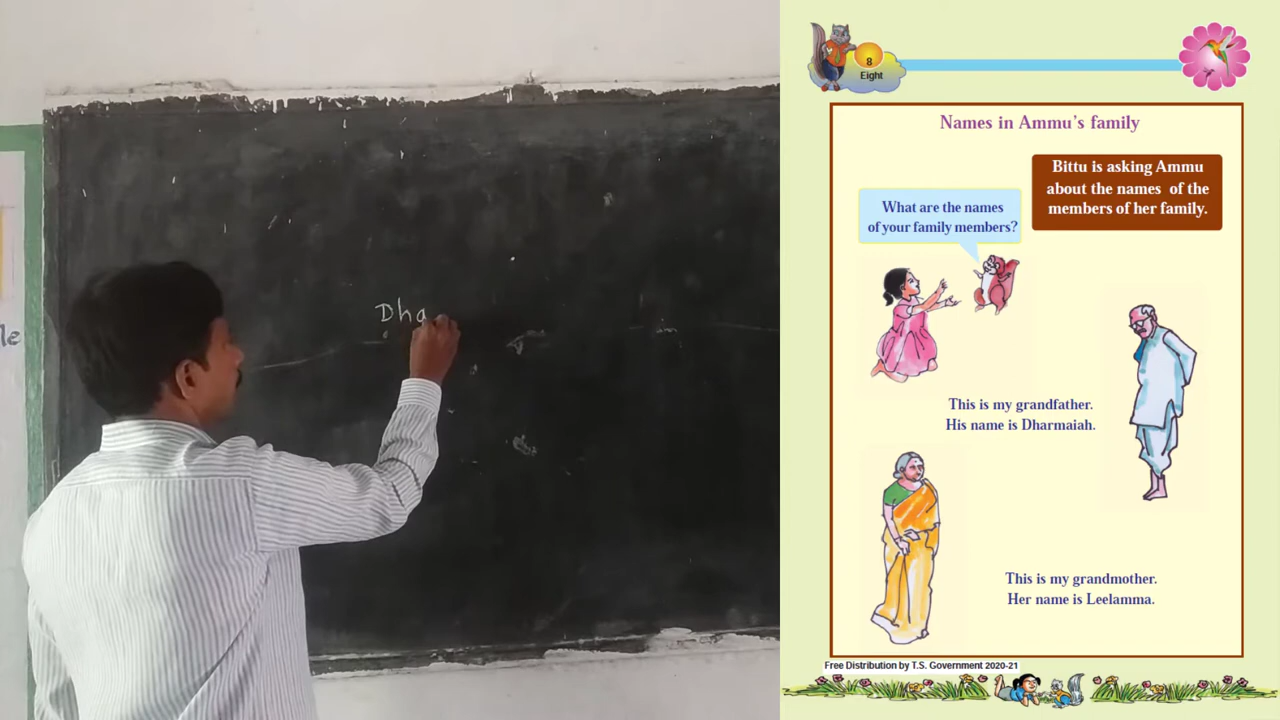 le
Dha
8
Eight
Names in Ammu's family
Bittu is asking Ammu
about the names of the
members of her family.
What are the names
of your family members?
This is my grandfather.
His name is Dharmaiah.
This is my grandmother.
Her name is Leelamma.
Free Distribution by T.S. Government 2020-21